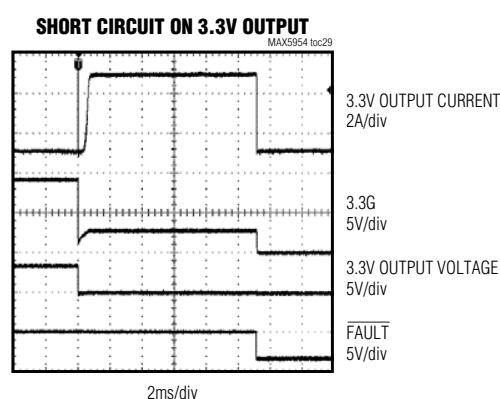 SHORT CIRCUIT ON 3.3V OUTPUT
MAX5954 toc29
3.3V OUTPUT CURRENT
2A/div
3.3G
5V/div
3.3V OUTPUT VOLTAGE
5V/div
FAULT
5V/div
2ms/div